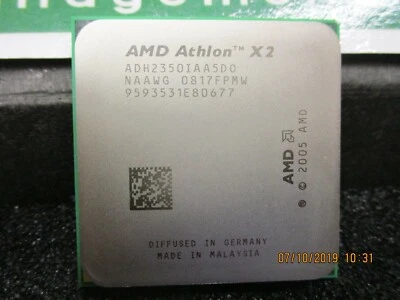 AMD Athlon™ X2
ADH2350IAA5DO
NAAWG 0817FPMW
9593531E80677
AMD
© 2005 AMD
DIFFUSED IN GERMANY
MADE IN MALAYSIA
07/10/2019 10:31